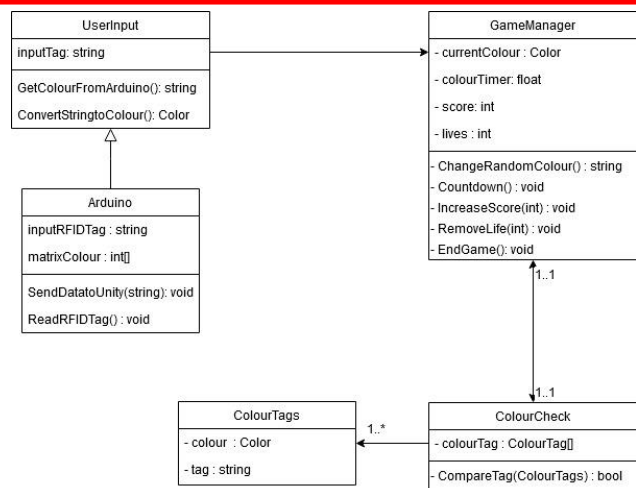 UserInput
inputTag: string
GetColourFromArduino(): string
ConvertStringtoColour(): Color
GameManager
- currentColour : Color
- colourTimer: float
- score: int
- lives : int
- ChangeRandomColour() : string
- Countdown() : void
- IncreaseScore(int) : void
- RemoveLife(int) : void
- EndGame(): void
Arduino
inputRFIDTag : string
matrixColour : int[]
SendDatatoUnity(string): void
ReadRFIDTag() : void
1..1
1..1
ColourTags
- colour : Color
- tag : string
1..*
ColourCheck
- colourTag : ColourTag[]
- CompareTag(ColourTags) : bool